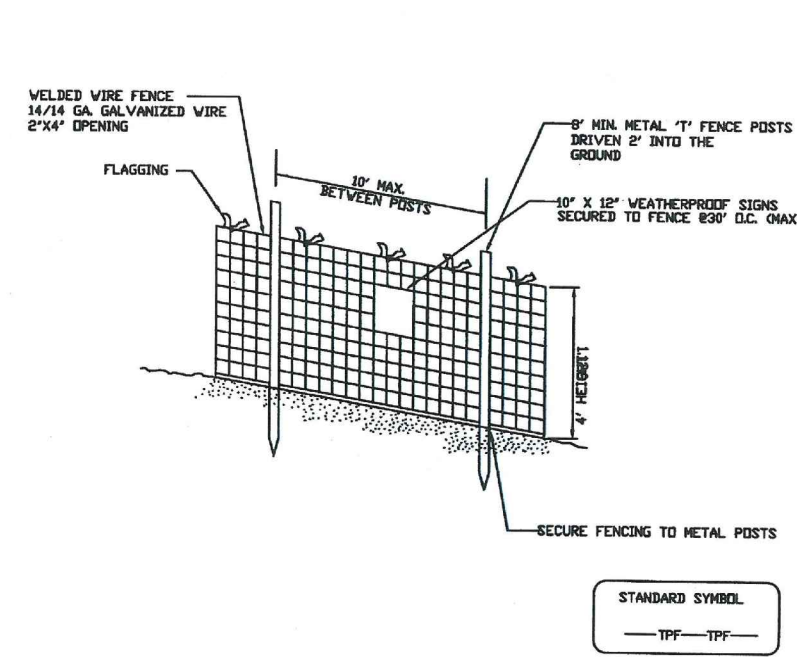 WELDED WIRE FENCE
14/14 GA. GALVANIZED WIRE
2"X4" OPENING
FLAGGING
10' MAX.
BETWEEN POSTS
8' MIN. METAL 'T' FENCE POSTS
DRIVEN 2' INTO THE
GROUND
10" X 12" WEATHERPROOF SIGNS
SECURED TO FENCE @30' O.C. (MAX
4' HEIGHT
SECURE FENCING TO METAL POSTS
STANDARD SYMBOL
TPF TPF